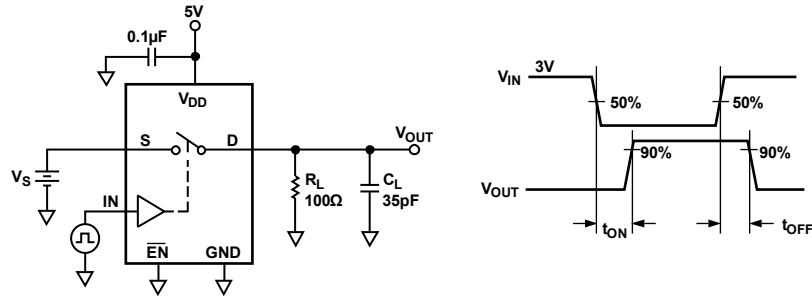 5V
0.1µF
VDD
S
D
VOUT
VS
RL
100Ω
CL
35pF
IN
EN
GND
VIN
3V
50%
50%
90%
90%
VOUT
tON
tOFF